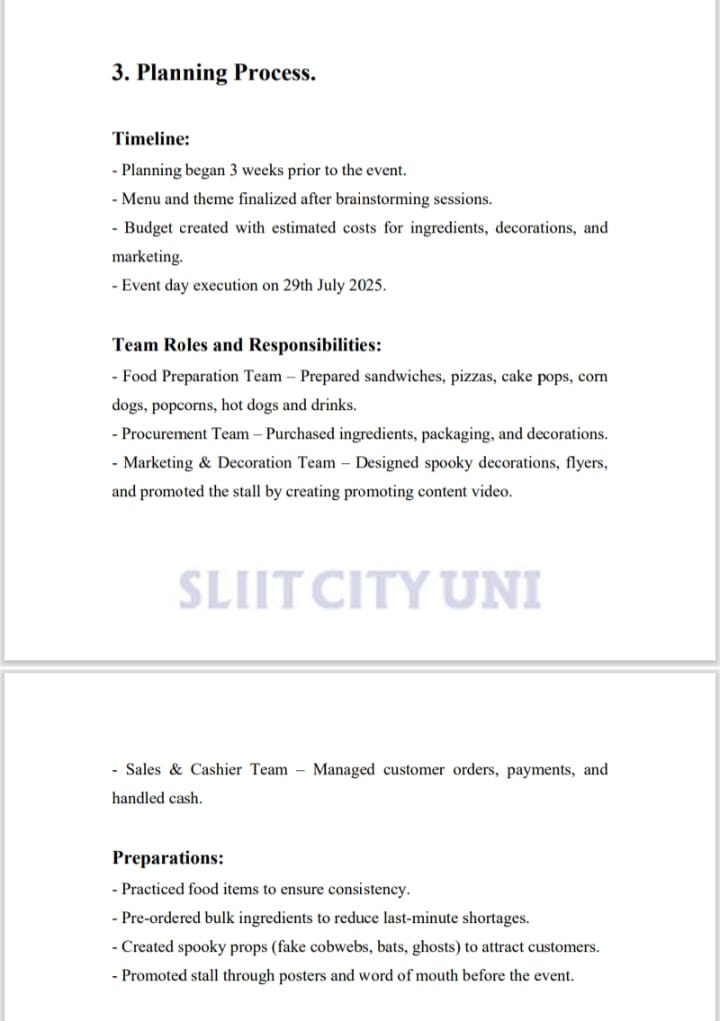 3. Planning Process.
Timeline:
- Planning began 3 weeks prior to the event.
- Menu and theme finalized after brainstorming sessions.
- Budget created with estimated costs for ingredients, decorations, and
marketing.
- Event day execution on 29th July 2025.
Team Roles and Responsibilities:
- Food Preparation Team – Prepared sandwiches, pizzas, cake pops, corn
dogs, popcorns, hot dogs and drinks.
- Procurement Team – Purchased ingredients, packaging, and decorations.
- Marketing & Decoration Team – Designed spooky decorations, flyers,
and promoted the stall by creating promoting content video.
SLIIT CITY UNI
- Sales & Cashier Team – Managed customer orders, payments, and
handled cash.
Preparations:
- Practiced food items to ensure consistency.
- Pre-ordered bulk ingredients to reduce last-minute shortages.
- Created spooky props (fake cobwebs, bats, ghosts) to attract customers.
- Promoted stall through posters and word of mouth before the event.